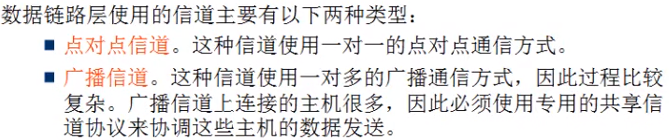 数据链路层使用的信道主要有以下两种类型：
点对点信道。这种信道使用一对一的点对点通信方式。
广播信道。这种信道使用一对多的广播通信方式，因此过程比较
复杂。广播信道上连接的主机很多，因此必须使用专用的共享信
道协议来协调这些主机的数据发送。